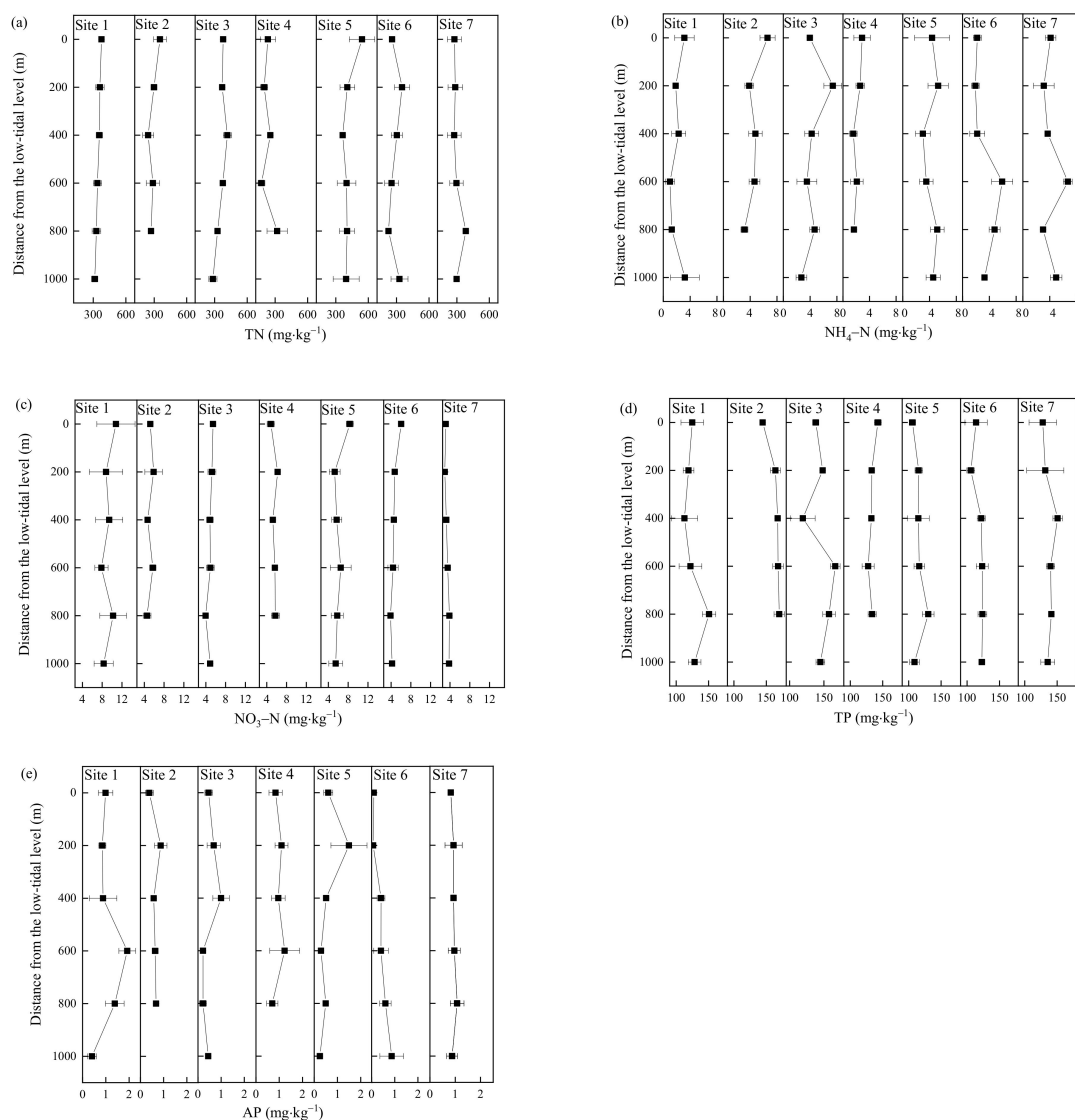 (a)
Site 1 Site 2 Site 3 Site 4 Site 5 Site 6 Site 7
0
200
400
600
800
1000
Distance from the low-tidal level (m)
300 600 300 600 300 600 300 600 300 600 300 600 300 600
TN (mg·kg⁻¹)
(b)
Site 1 Site 2 Site 3 Site 4 Site 5 Site 6 Site 7
0
200
400
600
800
1000
Distance from the low-tidal level (m)
0 4 8 0 4 8 0 4 8 0 4 8 0 4 8 0 4 8 0 4 8
NH₄–N (mg·kg⁻¹)
(c)
Site 1 Site 2 Site 3 Site 4 Site 5 Site 6 Site 7
0
200
400
600
800
1000
Distance from the low-tidal level (m)
4 8 12 4 8 12 4 8 12 4 8 12 4 8 12 4 8 12 4 8 12
NO₃–N (mg·kg⁻¹)
(d)
Site 1 Site 2 Site 3 Site 4 Site 5 Site 6 Site 7
0
200
400
600
800
1000
Distance from the low-tidal level (m)
100 150 100 150 100 150 100 150 100 150 100 150 100 150
TP (mg·kg⁻¹)
(e)
Site 1 Site 2 Site 3 Site 4 Site 5 Site 6 Site 7
0
200
400
600
800
1000
Distance from the low-tidal level (m)
0 1 2 0 1 2 0 1 2 0 1 2 0 1 2 0 1 2 0 1 2
AP (mg·kg⁻¹)